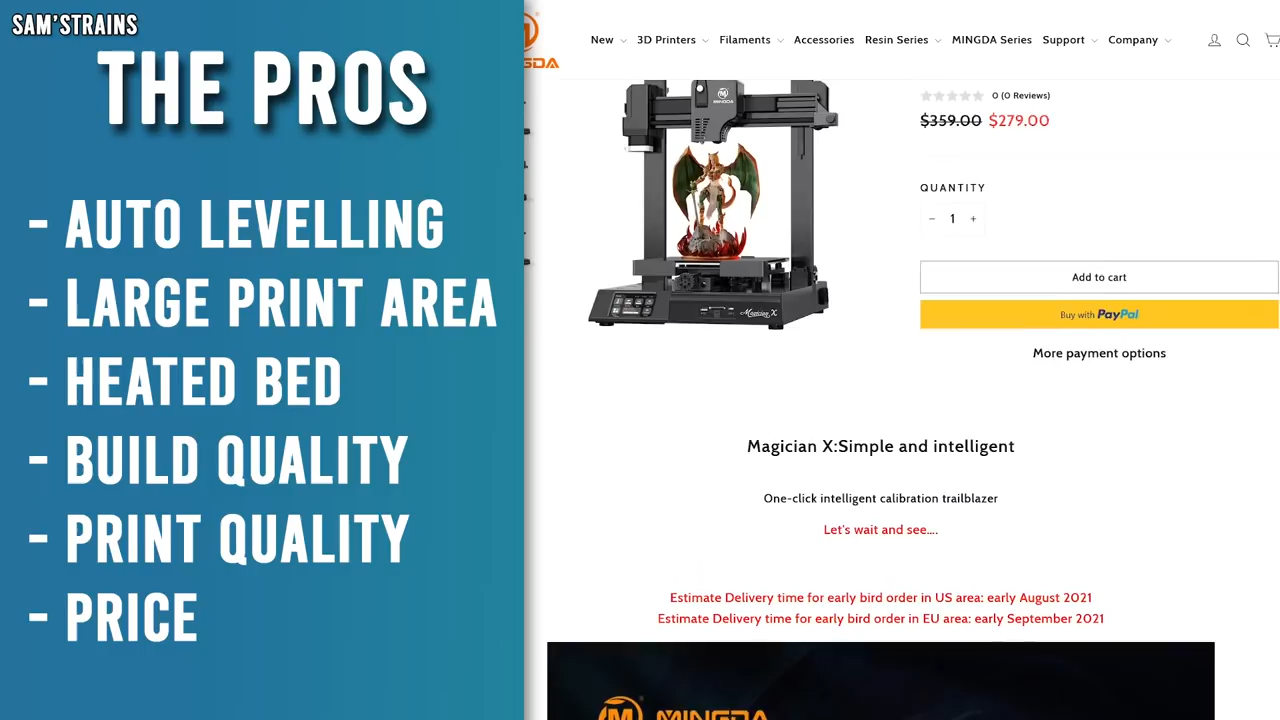 SAM'STRAINS
THE PROS
- AUTO LEVELLING
- LARGE PRINT AREA
- HEATED BED
- BUILD QUALITY
- PRINT QUALITY
- PRICE
NGDA
New 3D Printers Filaments Accessories Resin Series MINGDA Series Support Company
MINGDA
Magician X
0 (0 Reviews)
$359.00 $279.00
QUANTITY
− 1 +
Add to cart
Buy with PayPal
More payment options
Magician X:Simple and intelligent
One-click intelligent calibration trailblazer
Let's wait and see....
Estimate Delivery time for early bird order in US area: early August 2021
Estimate Delivery time for early bird order in EU area: early September 2021
MINGDA